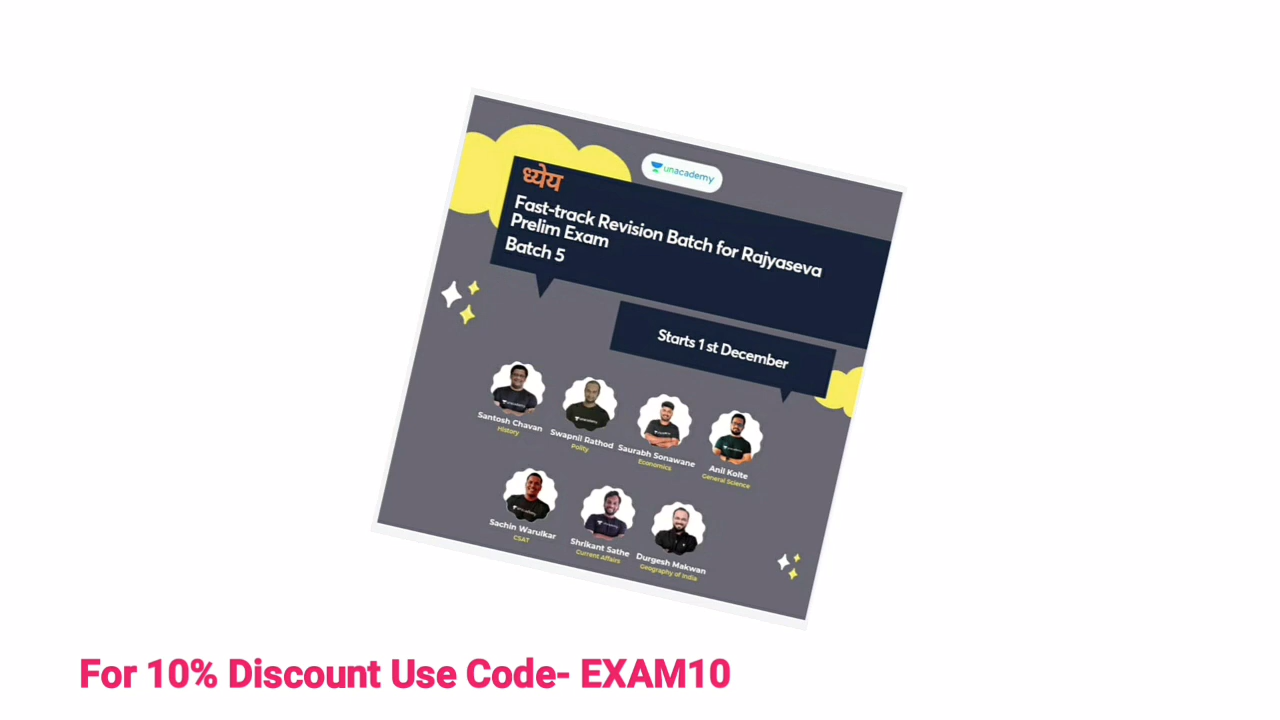 unacademy
ध्येय
Fast-track Revision Batch for Rajyaseva
Prelim Exam
Batch 5
Starts 1 st December
Santosh Chavan
History
Swapnil Rathod
Polity
Saurabh Sonawane
Economics
Anil Kolte
General Science
Sachin Warulkar
CSAT
Shrikant Sathe
Current Affairs
Durgesh Makwan
Geography of India
For 10% Discount Use Code- EXAM10